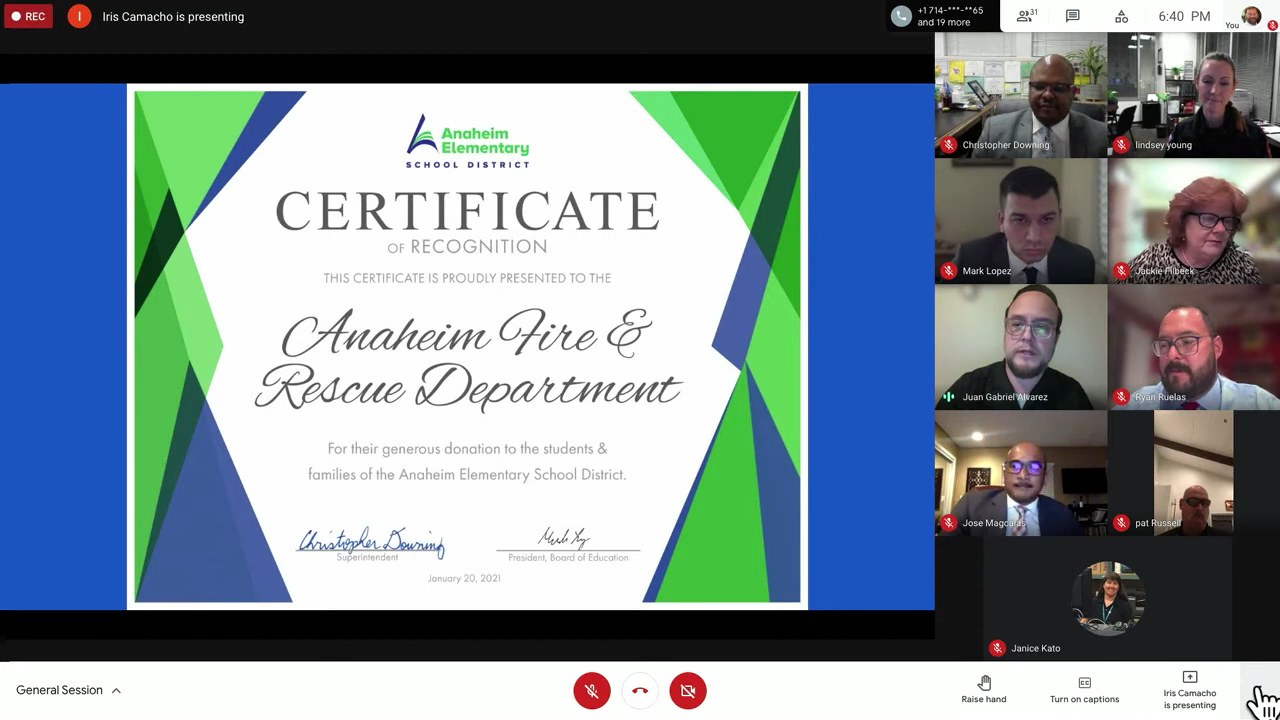 REC
I
Iris Camacho is presenting
+1 714-***-**65
and 19 more
31
6:40 PM
You
Anaheim
Elementary
SCHOOL DISTRICT
CERTIFICATE
OF RECOGNITION
THIS CERTIFICATE IS PROUDLY PRESENTED TO THE
Anaheim Fire &
Rescue Department
For their generous donation to the students &
families of the Anaheim Elementary School District.
Christopher Downing
Superintendent
President, Board of Education
January 20, 2021
Christopher Downing
lindsey young
Mark Lopez
Jackie Filbeck
Juan Gabriel Alvarez
Ryan Ruelas
Jose Magcalas
pat Russell
Janice Kato
General Session
Raise hand
CC
Turn on captions
Iris Camacho
is presenting